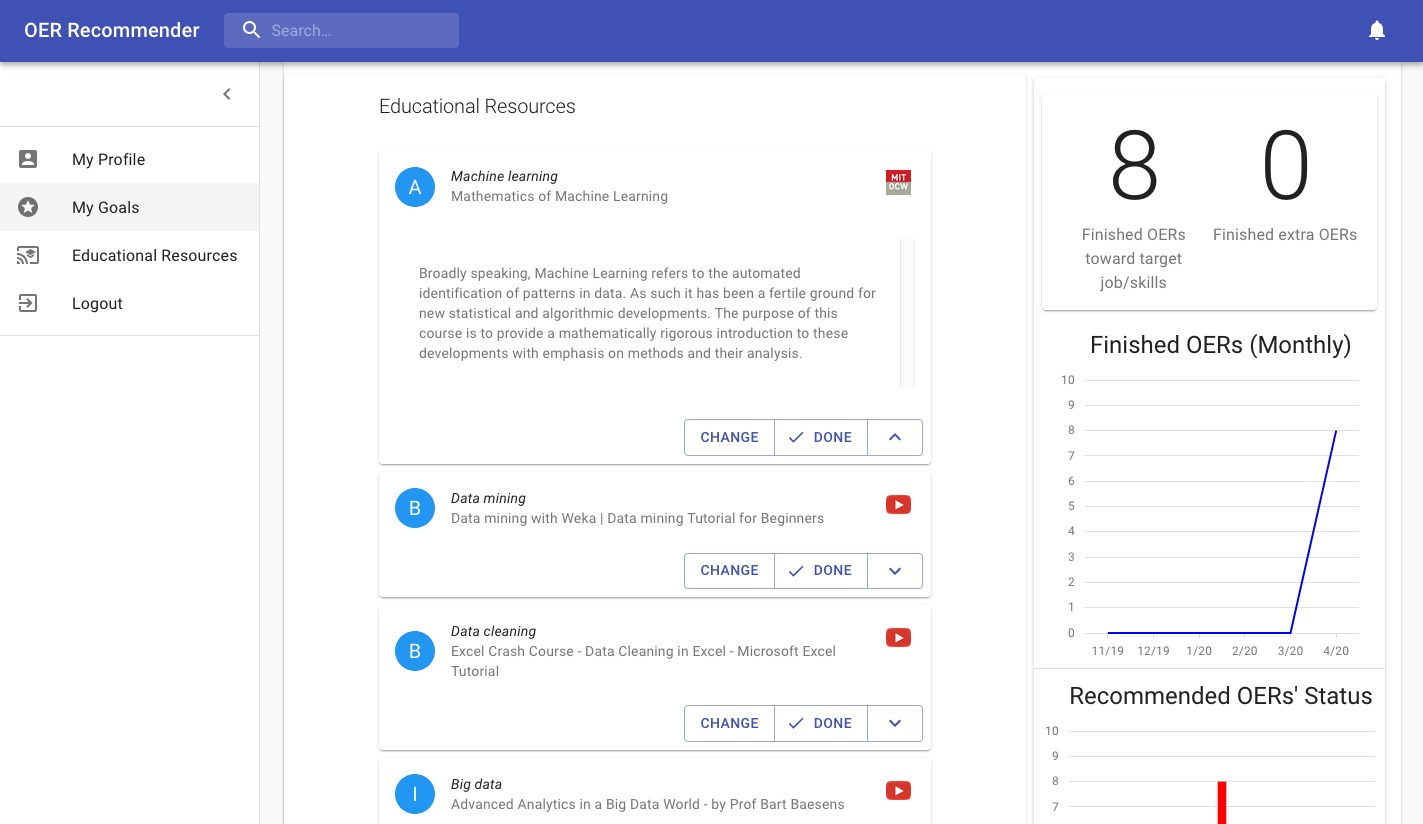 OER Recommender
Search…
My Profile
My Goals
Educational Resources
Logout
Educational Resources
A
Machine learning
Mathematics of Machine Learning
MIT
OCW
Broadly speaking, Machine Learning refers to the automated
identification of patterns in data. As such it has been a fertile ground for
new statistical and algorithmic developments. The purpose of this
course is to provide a mathematically rigorous introduction to these
developments with emphasis on methods and their analysis.
CHANGE
DONE
B
Data mining
Data mining with Weka | Data mining Tutorial for Beginners
CHANGE
DONE
B
Data cleaning
Excel Crash Course - Data Cleaning in Excel - Microsoft Excel
Tutorial
CHANGE
DONE
I
Big data
Advanced Analytics in a Big Data World - by Prof Bart Baesens
8
Finished OERs
toward target
job/skills
0
Finished extra OERs
Finished OERs (Monthly)
10
9
8
7
6
5
4
3
2
1
0
11/19 12/19 1/20 2/20 3/20 4/20
Recommended OERs' Status
10
9
8
7